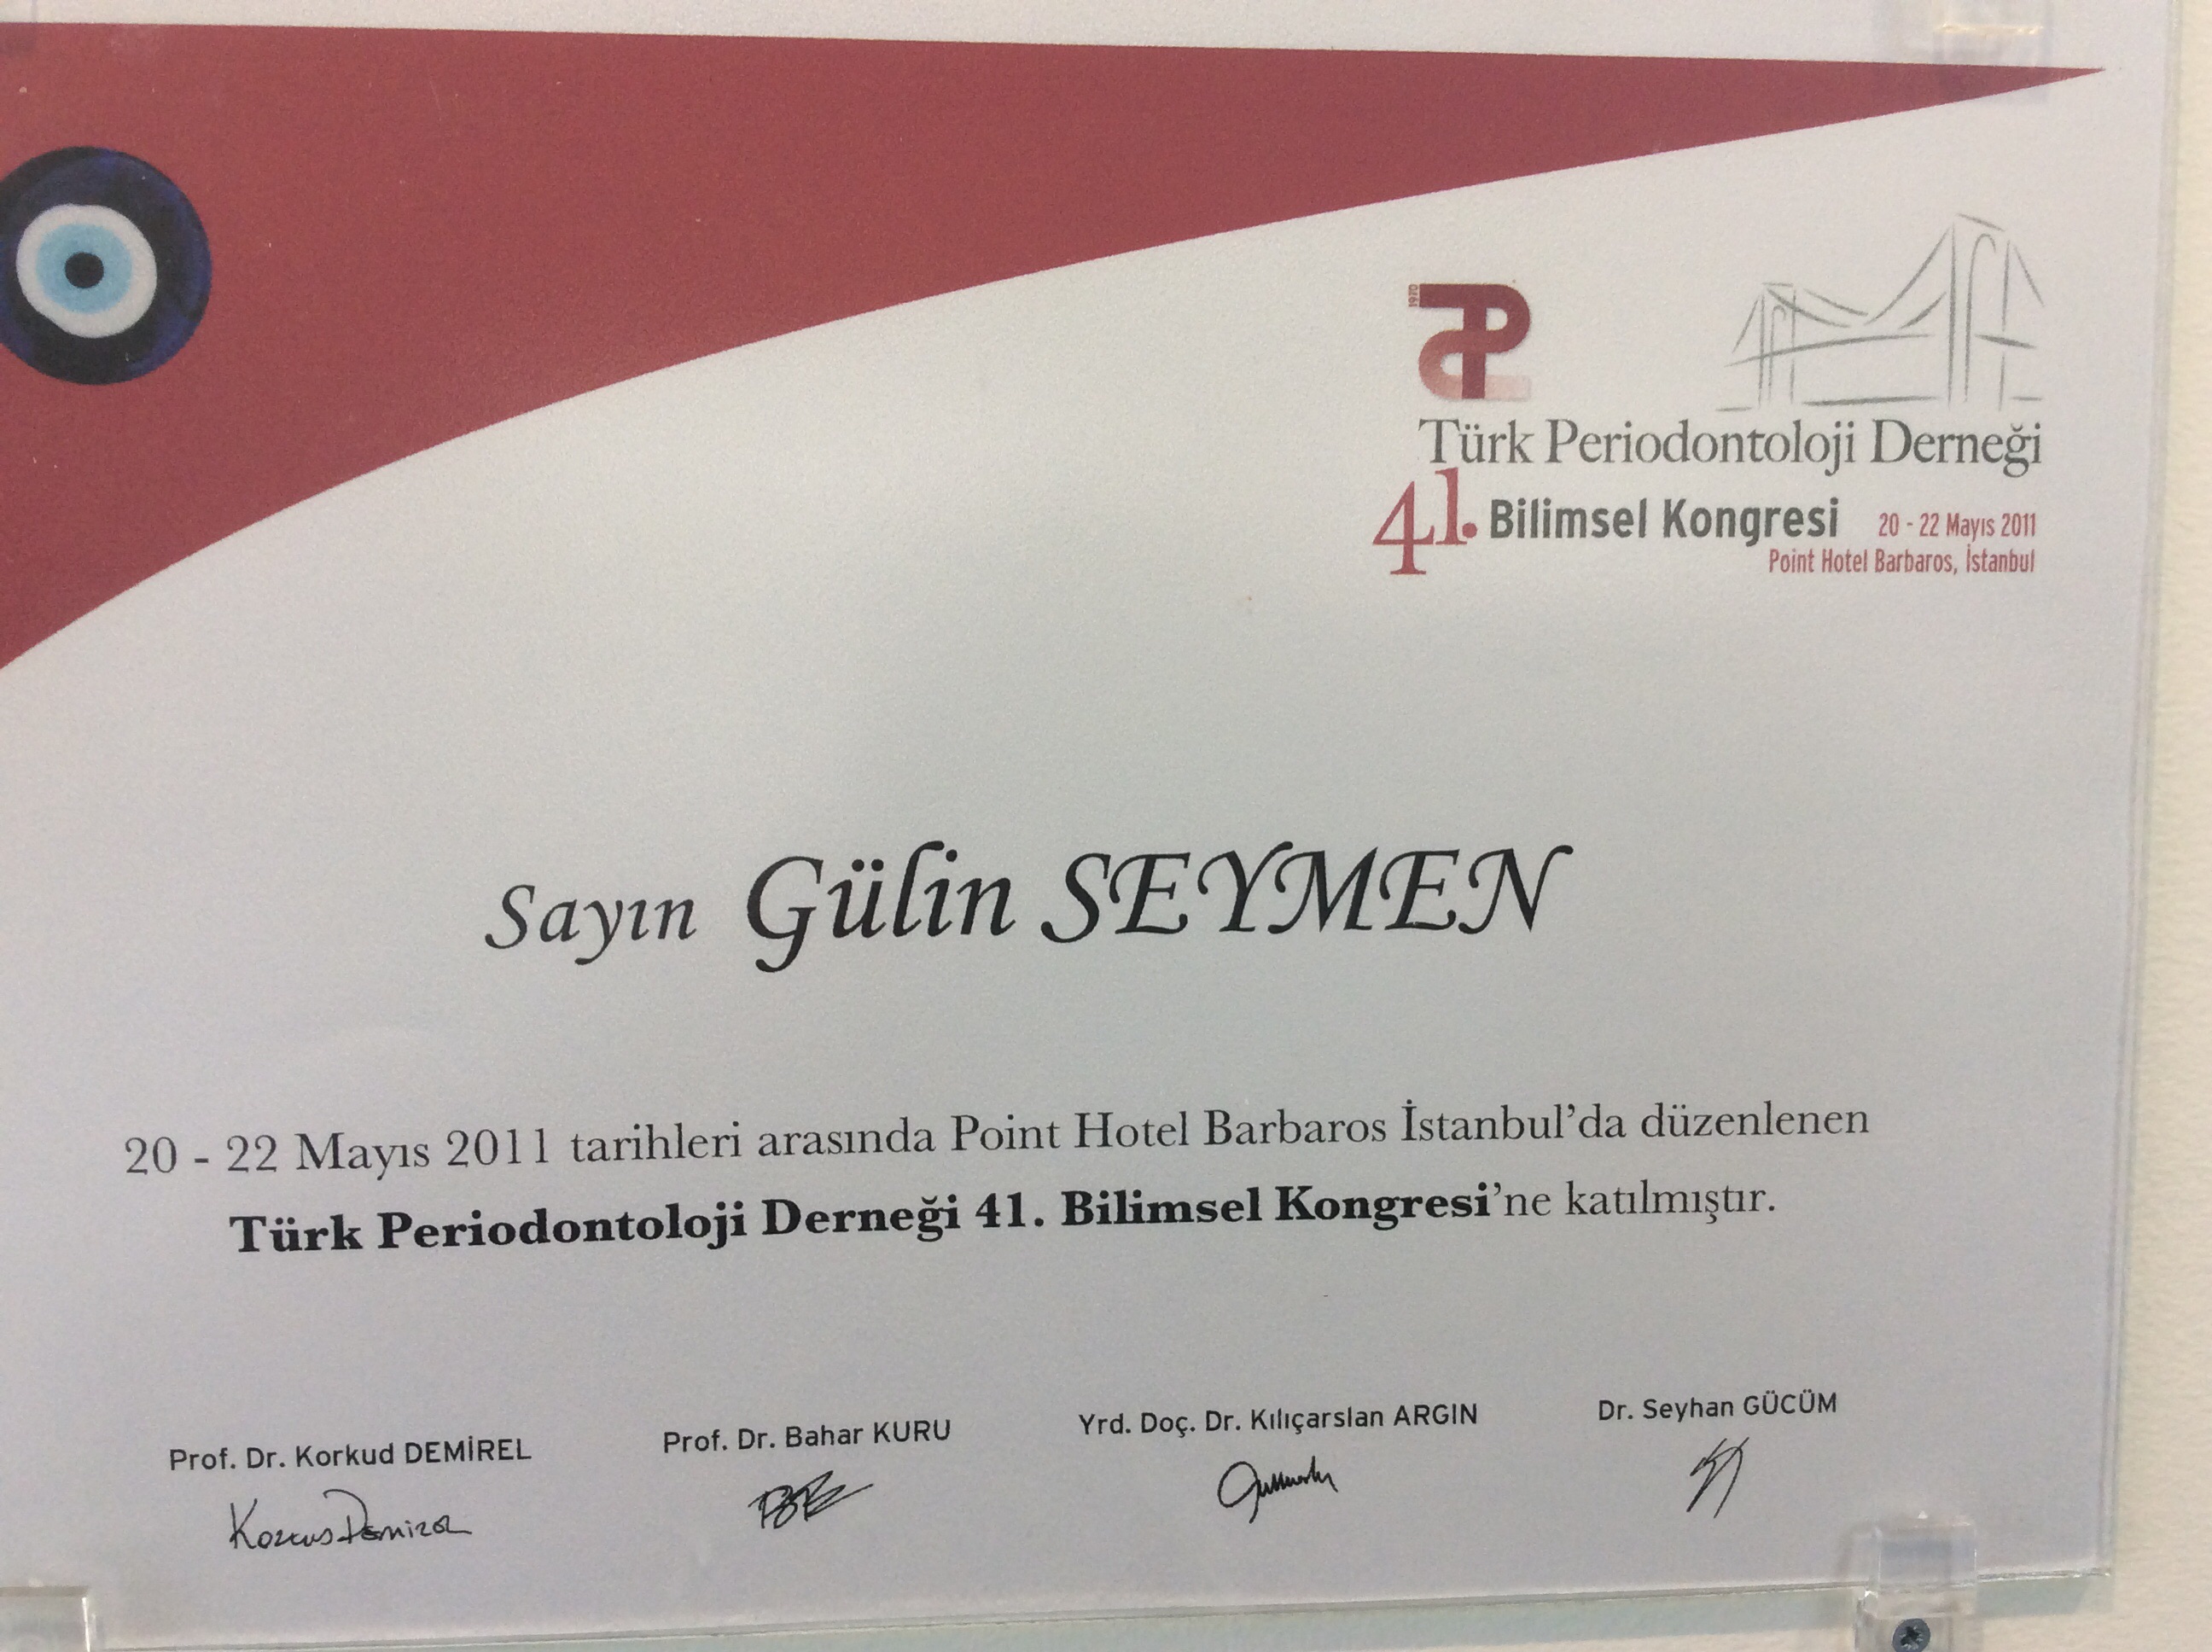 1970
Türk Periodontoloji Derneği
41. Bilimsel Kongresi 20 - 22 Mayıs 2011
Point Hotel Barbaros, İstanbul
Sayın Gülin SEYMEN
20 - 22 Mayıs 2011 tarihleri arasında Point Hotel Barbaros İstanbul'da düzenlenen
Türk Periodontoloji Derneği 41. Bilimsel Kongresi'ne katılmıştır.
Prof. Dr. Korkud DEMİREL Prof. Dr. Bahar KURU Yrd. Doç. Dr. Kılıçarslan ARGIN Dr. Seyhan GÜCÜM